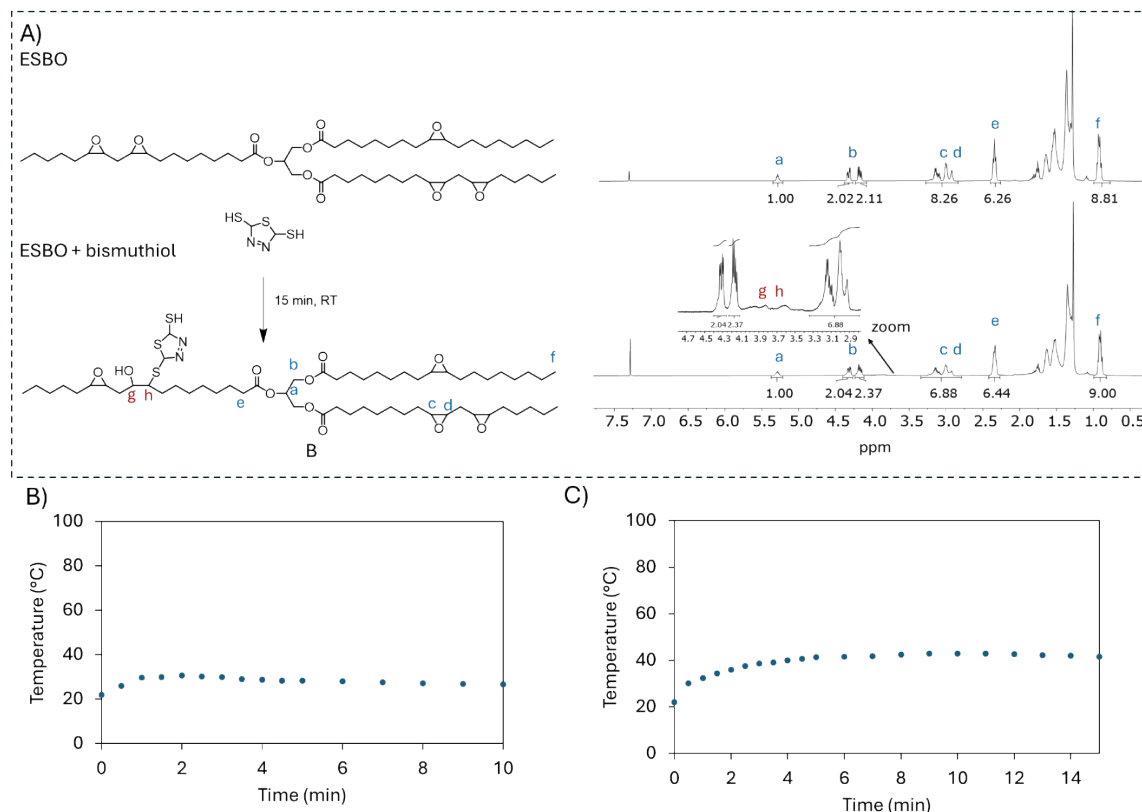 A)
ESBO
O O O O O
O O
O O O
HS S SH
N N
ESBO + bismuthiol
15 min, RT
SH
S N
N
HO S
O O O O O
g h e b a f
O O O c d O O
B
a b c d e f
1.00 2.02 2.11 8.26 6.26 8.81
g h
2.04 2.37 6.88
4.7 4.5 4.3 4.1 3.9 3.7 3.5 3.3 3.1 2.9
zoom
a b c d e f
1.00 2.04 2.37 6.88 6.44 9.00
7.5 7.0 6.5 6.0 5.5 5.0 4.5 4.0 3.5 3.0 2.5 2.0 1.5 1.0 0.5
ppm
B)
Temperature (°C)
100
80
60
40
20
0
0 2 4 6 8 10
Time (min)
C)
Temperature (°C)
100
80
60
40
20
0
0 2 4 6 8 10 12 14
Time (min)